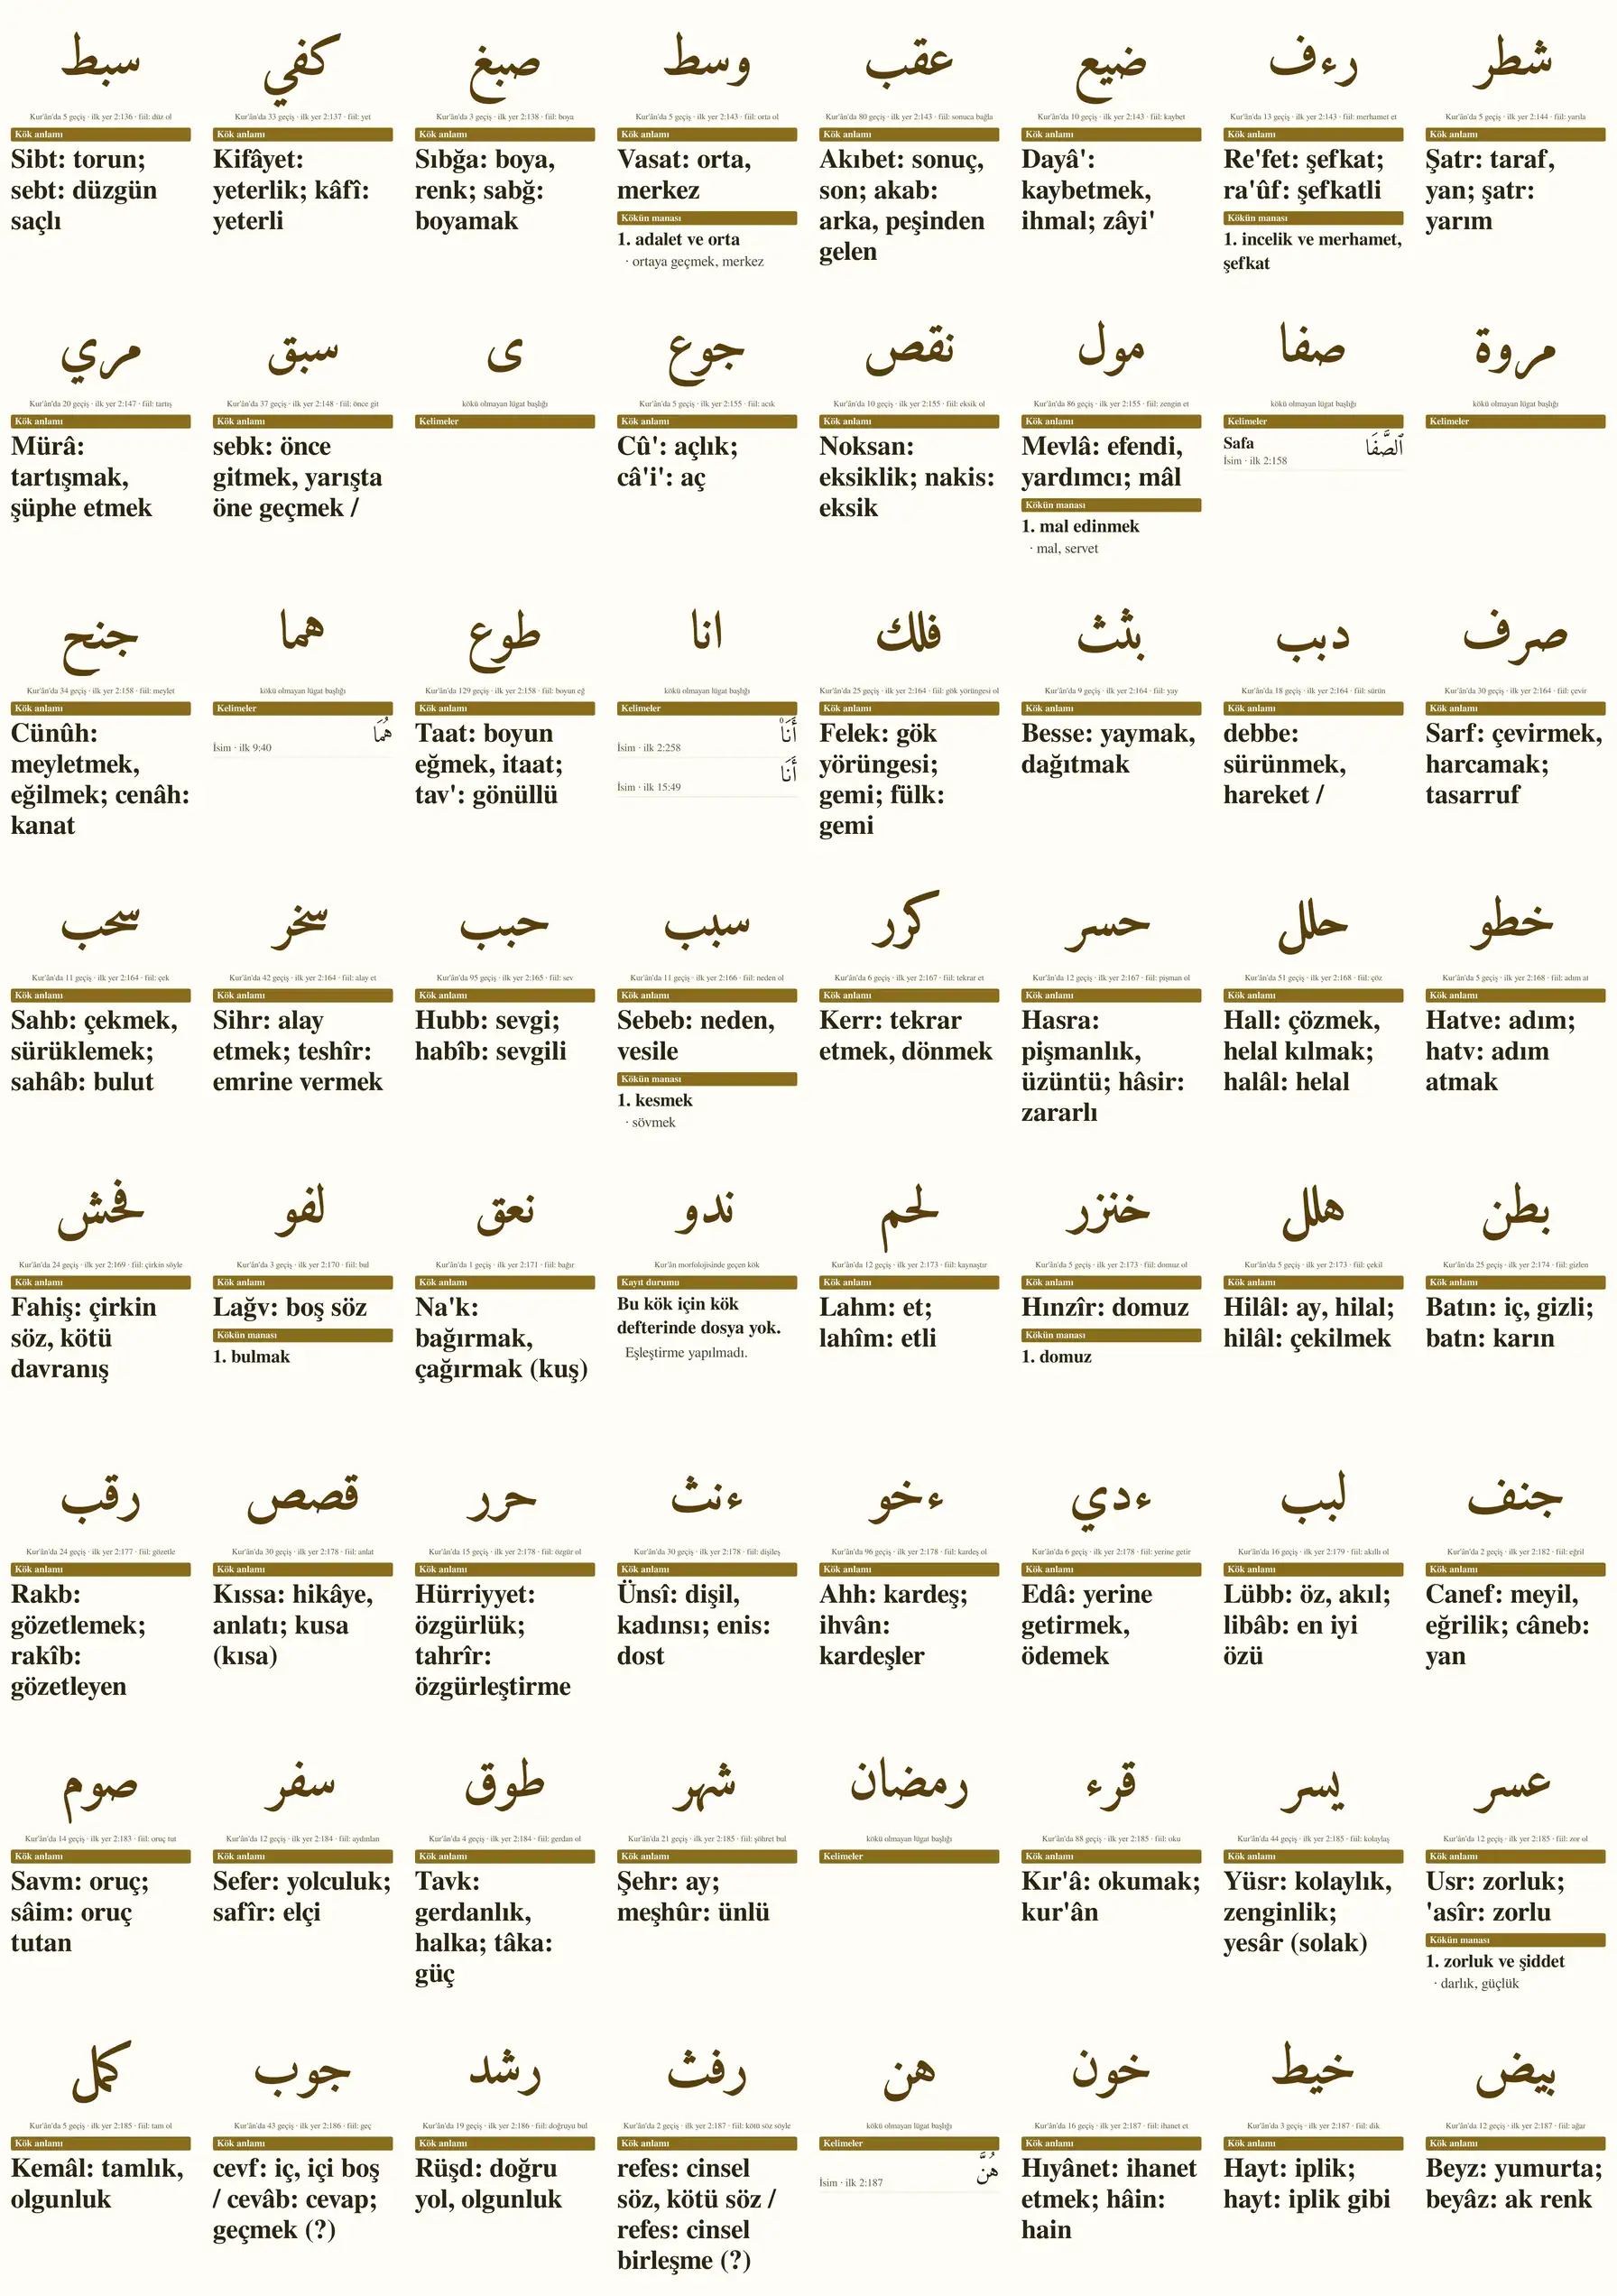 سبط
Kur'ân'da 5 geçiş · ilk yer 2:136 · fiil: düz ol
Kök anlamı
Sibt: torun;
sebt: düzgün
saçlı
كفي
Kur'ân'da 33 geçiş · ilk yer 2:137 · fiil: yet
Kök anlamı
Kifâyet:
yeterlik; kâfî:
yeterli
صبغ
Kur'ân'da 3 geçiş · ilk yer 2:138 · fiil: boya
Kök anlamı
Sıbğa: boya,
renk; sabğ:
boyamak
وسط
Kur'ân'da 5 geçiş · ilk yer 2:143 · fiil: orta ol
Kök anlamı
Vasat: orta,
merkez
Kökün manası
1. adalet ve orta
· ortaya geçmek, merkez
عقب
Kur'ân'da 80 geçiş · ilk yer 2:143 · fiil: sonuca bağla
Kök anlamı
Akıbet: sonuç,
son; akab:
arka, peşinden
gelen
ضيع
Kur'ân'da 10 geçiş · ilk yer 2:143 · fiil: kaybet
Kök anlamı
Dayâ':
kaybetmek,
ihmal; zâyi'
رءف
Kur'ân'da 13 geçiş · ilk yer 2:143 · fiil: merhamet et
Kök anlamı
Re'fet: şefkat;
ra'ûf: şefkatli
Kökün manası
1. incelik ve merhamet,
şefkat
شطر
Kur'ân'da 5 geçiş · ilk yer 2:144 · fiil: yarıla
Kök anlamı
Şatr: taraf,
yan; şatr:
yarım
مري
Kur'ân'da 20 geçiş · ilk yer 2:147 · fiil: tartış
Kök anlamı
Mürâ:
tartışmak,
şüphe etmek
سبق
Kur'ân'da 37 geçiş · ilk yer 2:148 · fiil: önce git
Kök anlamı
sebk: önce
gitmek, yarışta
öne geçmek /
ى
kökü olmayan lügat başlığı
Kelimeler
جوع
Kur'ân'da 5 geçiş · ilk yer 2:155 · fiil: acık
Kök anlamı
Cû': açlık;
câ'i': aç
نقص
Kur'ân'da 10 geçiş · ilk yer 2:155 · fiil: eksik ol
Kök anlamı
Noksan:
eksiklik; nakis:
eksik
مول
Kur'ân'da 86 geçiş · ilk yer 2:155 · fiil: zengin et
Kök anlamı
Mevlâ: efendi,
yardımcı; mâl
Kökün manası
1. mal edinmek
· mal, servet
صفا
kökü olmayan lügat başlığı
Kelimeler
Safa ٱلصَّفَا
İsim · ilk 2:158
مروة
kökü olmayan lügat başlığı
Kelimeler
جنح
Kur'ân'da 34 geçiş · ilk yer 2:158 · fiil: meylet
Kök anlamı
Cünûh:
meyletmek,
eğilmek; cenâh:
kanat
هما
kökü olmayan lügat başlığı
Kelimeler
هُمَا
İsim · ilk 9:40
طوع
Kur'ân'da 129 geçiş · ilk yer 2:158 · fiil: boyun eğ
Kök anlamı
Taat: boyun
eğmek, itaat;
tav': gönüllü
انا
kökü olmayan lügat başlığı
Kelimeler
أَنَا۠
İsim · ilk 2:258
أَنَا
İsim · ilk 15:49
فلك
Kur'ân'da 25 geçiş · ilk yer 2:164 · fiil: gök yörüngesi ol
Kök anlamı
Felek: gök
yörüngesi;
gemi; fülk:
gemi
بثث
Kur'ân'da 9 geçiş · ilk yer 2:164 · fiil: yay
Kök anlamı
Besse: yaymak,
dağıtmak
دبب
Kur'ân'da 18 geçiş · ilk yer 2:164 · fiil: sürün
Kök anlamı
debbe:
sürünmek,
hareket /
صرف
Kur'ân'da 30 geçiş · ilk yer 2:164 · fiil: çevir
Kök anlamı
Sarf: çevirmek,
harcamak;
tasarruf
سحب
Kur'ân'da 11 geçiş · ilk yer 2:164 · fiil: çek
Kök anlamı
Sahb: çekmek,
sürüklemek;
sahâb: bulut
سخر
Kur'ân'da 42 geçiş · ilk yer 2:164 · fiil: alay et
Kök anlamı
Sihr: alay
etmek; teshîr:
emrine vermek
حبب
Kur'ân'da 95 geçiş · ilk yer 2:165 · fiil: sev
Kök anlamı
Hubb: sevgi;
habîb: sevgili
سبب
Kur'ân'da 11 geçiş · ilk yer 2:166 · fiil: neden ol
Kök anlamı
Sebeb: neden,
vesile
Kökün manası
1. kesmek
· sövmek
كرر
Kur'ân'da 6 geçiş · ilk yer 2:167 · fiil: tekrar et
Kök anlamı
Kerr: tekrar
etmek, dönmek
حسر
Kur'ân'da 12 geçiş · ilk yer 2:167 · fiil: pişman ol
Kök anlamı
Hasra:
pişmanlık,
üzüntü; hâsir:
zararlı
حلل
Kur'ân'da 51 geçiş · ilk yer 2:168 · fiil: çöz
Kök anlamı
Hall: çözmek,
helal kılmak;
halâl: helal
خطو
Kur'ân'da 5 geçiş · ilk yer 2:168 · fiil: adım at
Kök anlamı
Hatve: adım;
hatv: adım
atmak
فحش
Kur'ân'da 24 geçiş · ilk yer 2:169 · fiil: çirkin söyle
Kök anlamı
Fahiş: çirkin
söz, kötü
davranış
لفو
Kur'ân'da 3 geçiş · ilk yer 2:170 · fiil: bul
Kök anlamı
Lağv: boş söz
Kökün manası
1. bulmak
نعق
Kur'ân'da 1 geçiş · ilk yer 2:171 · fiil: bağır
Kök anlamı
Na'k:
bağırmak,
çağırmak (kuş)
ندو
Kur'ân morfolojisinde geçen kök
Kayıt durumu
Bu kök için kök
defterinde dosya yok.
Eşleştirme yapılmadı.
لحم
Kur'ân'da 12 geçiş · ilk yer 2:173 · fiil: kaynaştır
Kök anlamı
Lahm: et;
lahîm: etli
خنزر
Kur'ân'da 5 geçiş · ilk yer 2:173 · fiil: domuz ol
Kök anlamı
Hınzîr: domuz
Kökün manası
1. domuz
هلل
Kur'ân'da 5 geçiş · ilk yer 2:173 · fiil: çekil
Kök anlamı
Hilâl: ay, hilal;
hilâl: çekilmek
بطن
Kur'ân'da 25 geçiş · ilk yer 2:174 · fiil: gizlen
Kök anlamı
Batın: iç, gizli;
batn: karın
رقب
Kur'ân'da 24 geçiş · ilk yer 2:177 · fiil: gözetle
Kök anlamı
Rakb:
gözetlemek;
rakîb:
gözetleyen
قصص
Kur'ân'da 30 geçiş · ilk yer 2:178 · fiil: anlat
Kök anlamı
Kıssa: hikâye,
anlatı; kusa
(kısa)
حرر
Kur'ân'da 15 geçiş · ilk yer 2:178 · fiil: özgür ol
Kök anlamı
Hürriyyet:
özgürlük;
tahrîr:
özgürleştirme
ءنث
Kur'ân'da 30 geçiş · ilk yer 2:178 · fiil: dişileş
Kök anlamı
Ünsî: dişil,
kadınsı; enis:
dost
ءخو
Kur'ân'da 96 geçiş · ilk yer 2:178 · fiil: kardeş ol
Kök anlamı
Ahh: kardeş;
ihvân:
kardeşler
ءدي
Kur'ân'da 6 geçiş · ilk yer 2:178 · fiil: yerine getir
Kök anlamı
Edâ: yerine
getirmek,
ödemek
لبب
Kur'ân'da 16 geçiş · ilk yer 2:179 · fiil: akıllı ol
Kök anlamı
Lübb: öz, akıl;
libâb: en iyi
özü
جنف
Kur'ân'da 2 geçiş · ilk yer 2:182 · fiil: eğril
Kök anlamı
Canef: meyil,
eğrilik; câneb:
yan
صوم
Kur'ân'da 14 geçiş · ilk yer 2:183 · fiil: oruç tut
Kök anlamı
Savm: oruç;
sâim: oruç
tutan
سفر
Kur'ân'da 12 geçiş · ilk yer 2:184 · fiil: aydınlan
Kök anlamı
Sefer: yolculuk;
safîr: elçi
طوق
Kur'ân'da 4 geçiş · ilk yer 2:184 · fiil: gerdan ol
Kök anlamı
Tavk:
gerdanlık,
halka; tâka:
güç
شهر
Kur'ân'da 21 geçiş · ilk yer 2:185 · fiil: şöhret bul
Kök anlamı
Şehr: ay;
meşhûr: ünlü
رمضان
kökü olmayan lügat başlığı
Kelimeler
قرء
Kur'ân'da 88 geçiş · ilk yer 2:185 · fiil: oku
Kök anlamı
Kır'â: okumak;
kur'ân
يسر
Kur'ân'da 44 geçiş · ilk yer 2:185 · fiil: kolaylaş
Kök anlamı
Yüsr: kolaylık,
zenginlik;
yesâr (solak)
عسر
Kur'ân'da 12 geçiş · ilk yer 2:185 · fiil: zor ol
Kök anlamı
Usr: zorluk;
'asîr: zorlu
Kökün manası
1. zorluk ve şiddet
· darlık, güçlük
كمل
Kur'ân'da 5 geçiş · ilk yer 2:185 · fiil: tam ol
Kök anlamı
Kemâl: tamlık,
olgunluk
جوب
Kur'ân'da 43 geçiş · ilk yer 2:186 · fiil: geç
Kök anlamı
cevf: iç, içi boş
/ cevâb: cevap;
geçmek (?)
رشد
Kur'ân'da 19 geçiş · ilk yer 2:186 · fiil: doğruyu bul
Kök anlamı
Rüşd: doğru
yol, olgunluk
رفث
Kur'ân'da 2 geçiş · ilk yer 2:187 · fiil: kötü söz söyle
Kök anlamı
refes: cinsel
söz, kötü söz /
refes: cinsel
birleşme (?)
هن
kökü olmayan lügat başlığı
Kelimeler
هُنَّ
İsim · ilk 2:187
خون
Kur'ân'da 16 geçiş · ilk yer 2:187 · fiil: ihanet et
Kök anlamı
Hıyânet: ihanet
etmek; hâin:
hain
خيط
Kur'ân'da 3 geçiş · ilk yer 2:187 · fiil: dik
Kök anlamı
Hayt: iplik;
hayt: iplik gibi
بيض
Kur'ân'da 12 geçiş · ilk yer 2:187 · fiil: ağar
Kök anlamı
Beyz: yumurta;
beyâz: ak renk